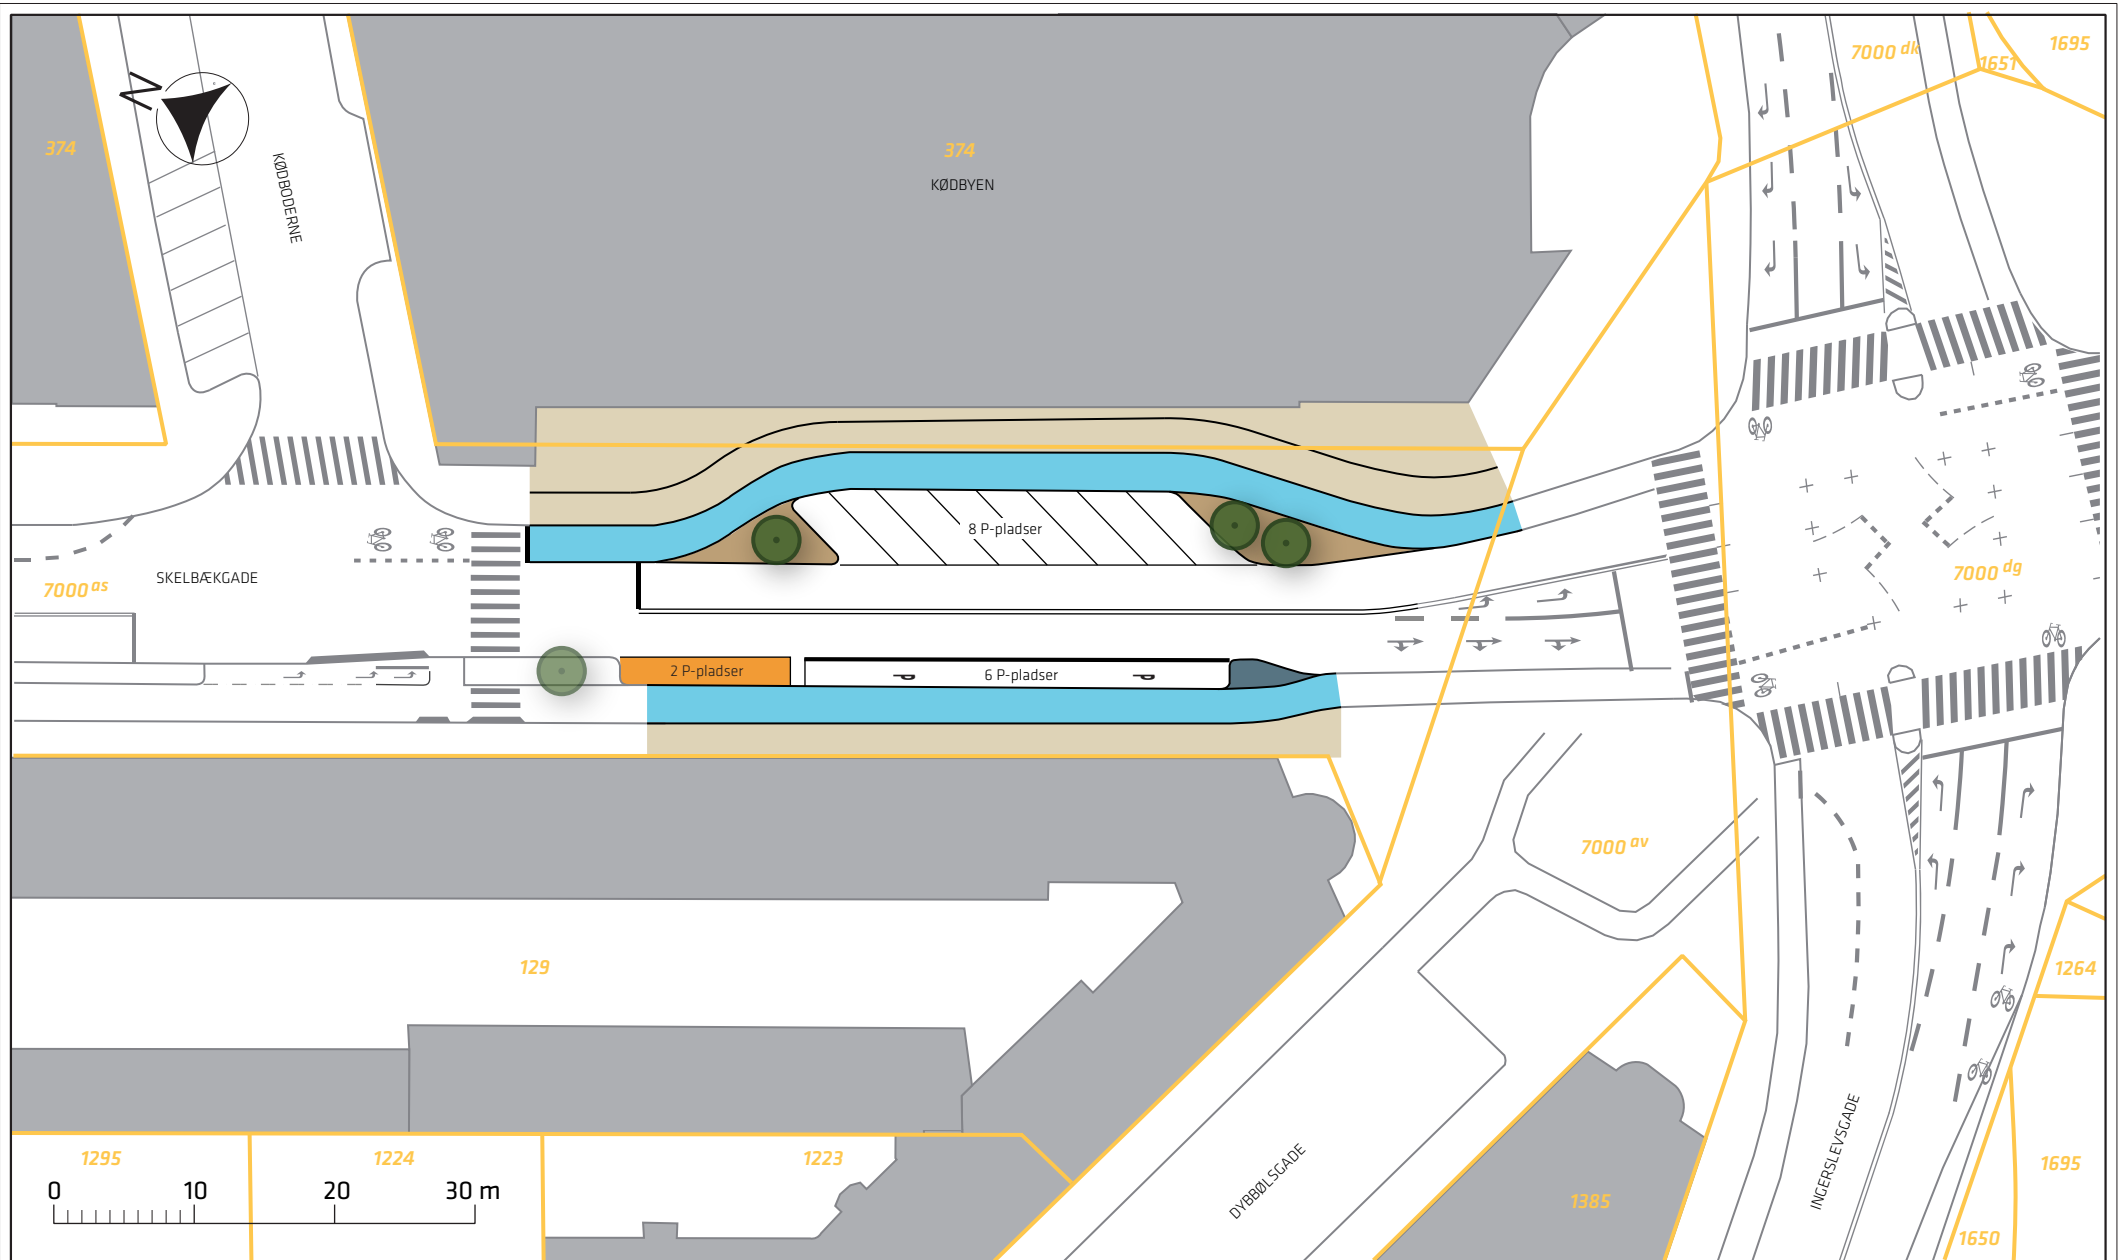 7000 dk
1651
1695
N
374
KØDBODERNE
374
KØDBYEN
8 P-pladser
SKELBÆKGADE
7000 as
7000 dg
2 P-pladser
6 P-pladser
7000 av
129
1264
1295
1224
1223
1695
0 10 20 30 m
DYBBØLSGADE
1385
INGERSLEVSGADE
1650